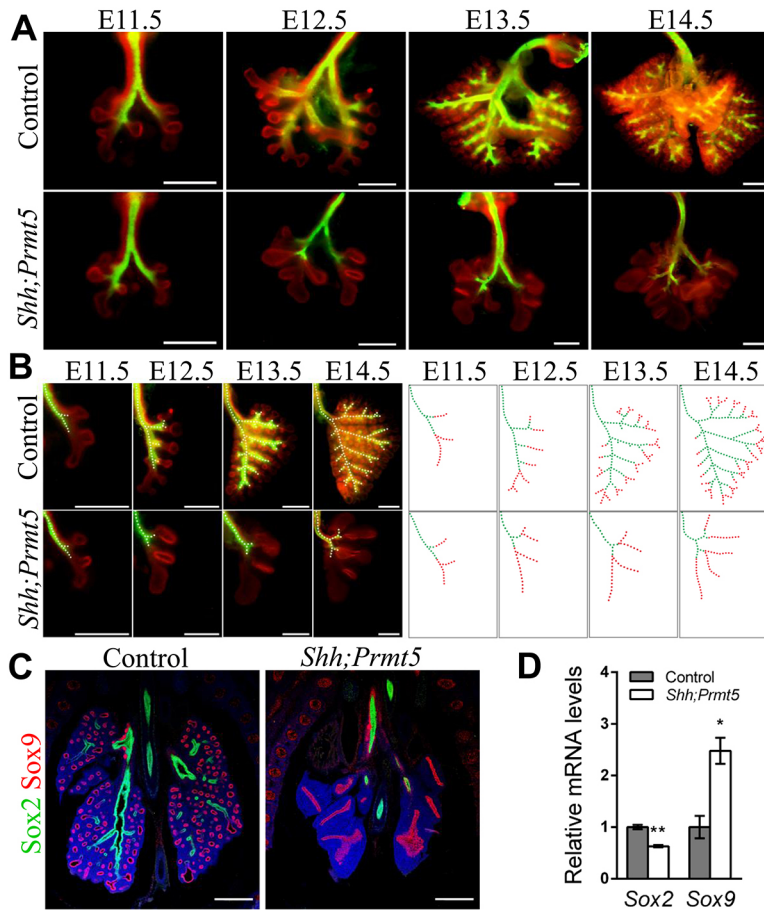 A
E11.5 E12.5 E13.5 E14.5
Control
Shh;Prmt5
B
E11.5 E12.5 E13.5 E14.5 E11.5 E12.5 E13.5 E14.5
Control
Shh;Prmt5
C
Control Shh;Prmt5
Sox2 Sox9
D
Relative mRNA levels
Control
Shh;Prmt5
4
3
2
1
0
**
*
Sox2 Sox9